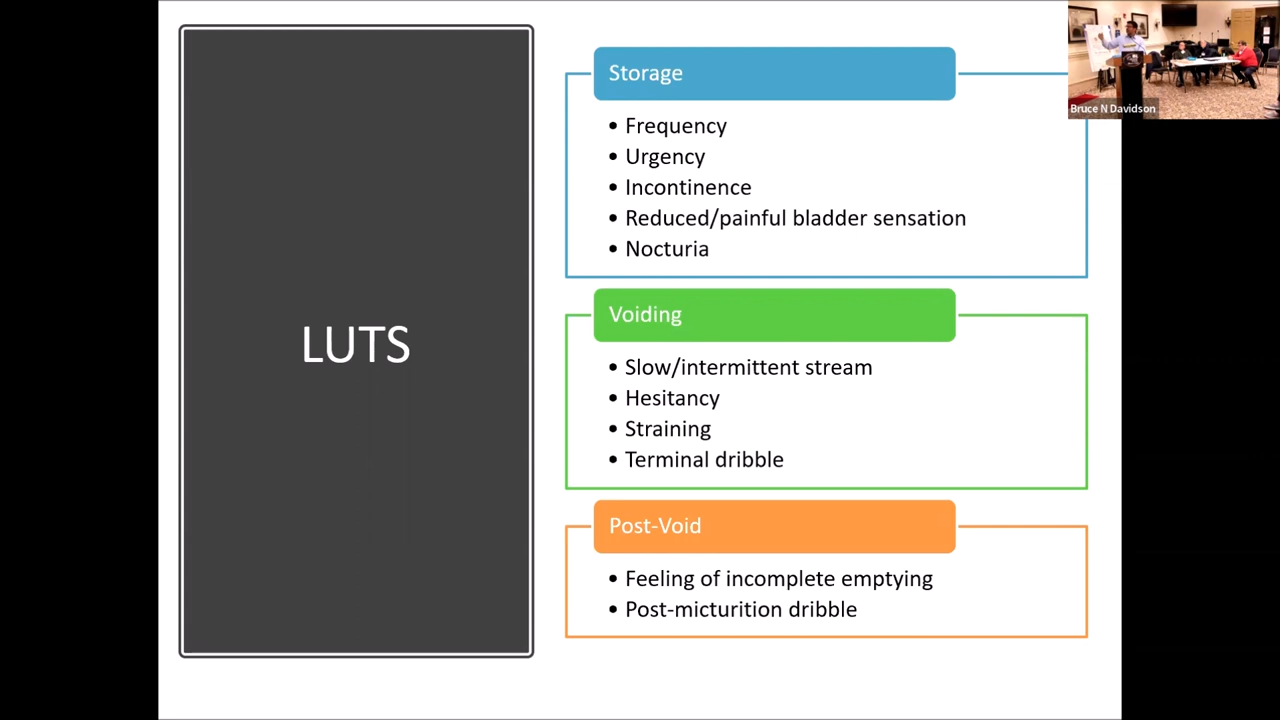 LUTS
Storage
• Frequency
• Urgency
• Incontinence
• Reduced/painful bladder sensation
• Nocturia
Voiding
• Slow/intermittent stream
• Hesitancy
• Straining
• Terminal dribble
Post-Void
• Feeling of incomplete emptying
• Post-micturition dribble
Bruce N Davidson